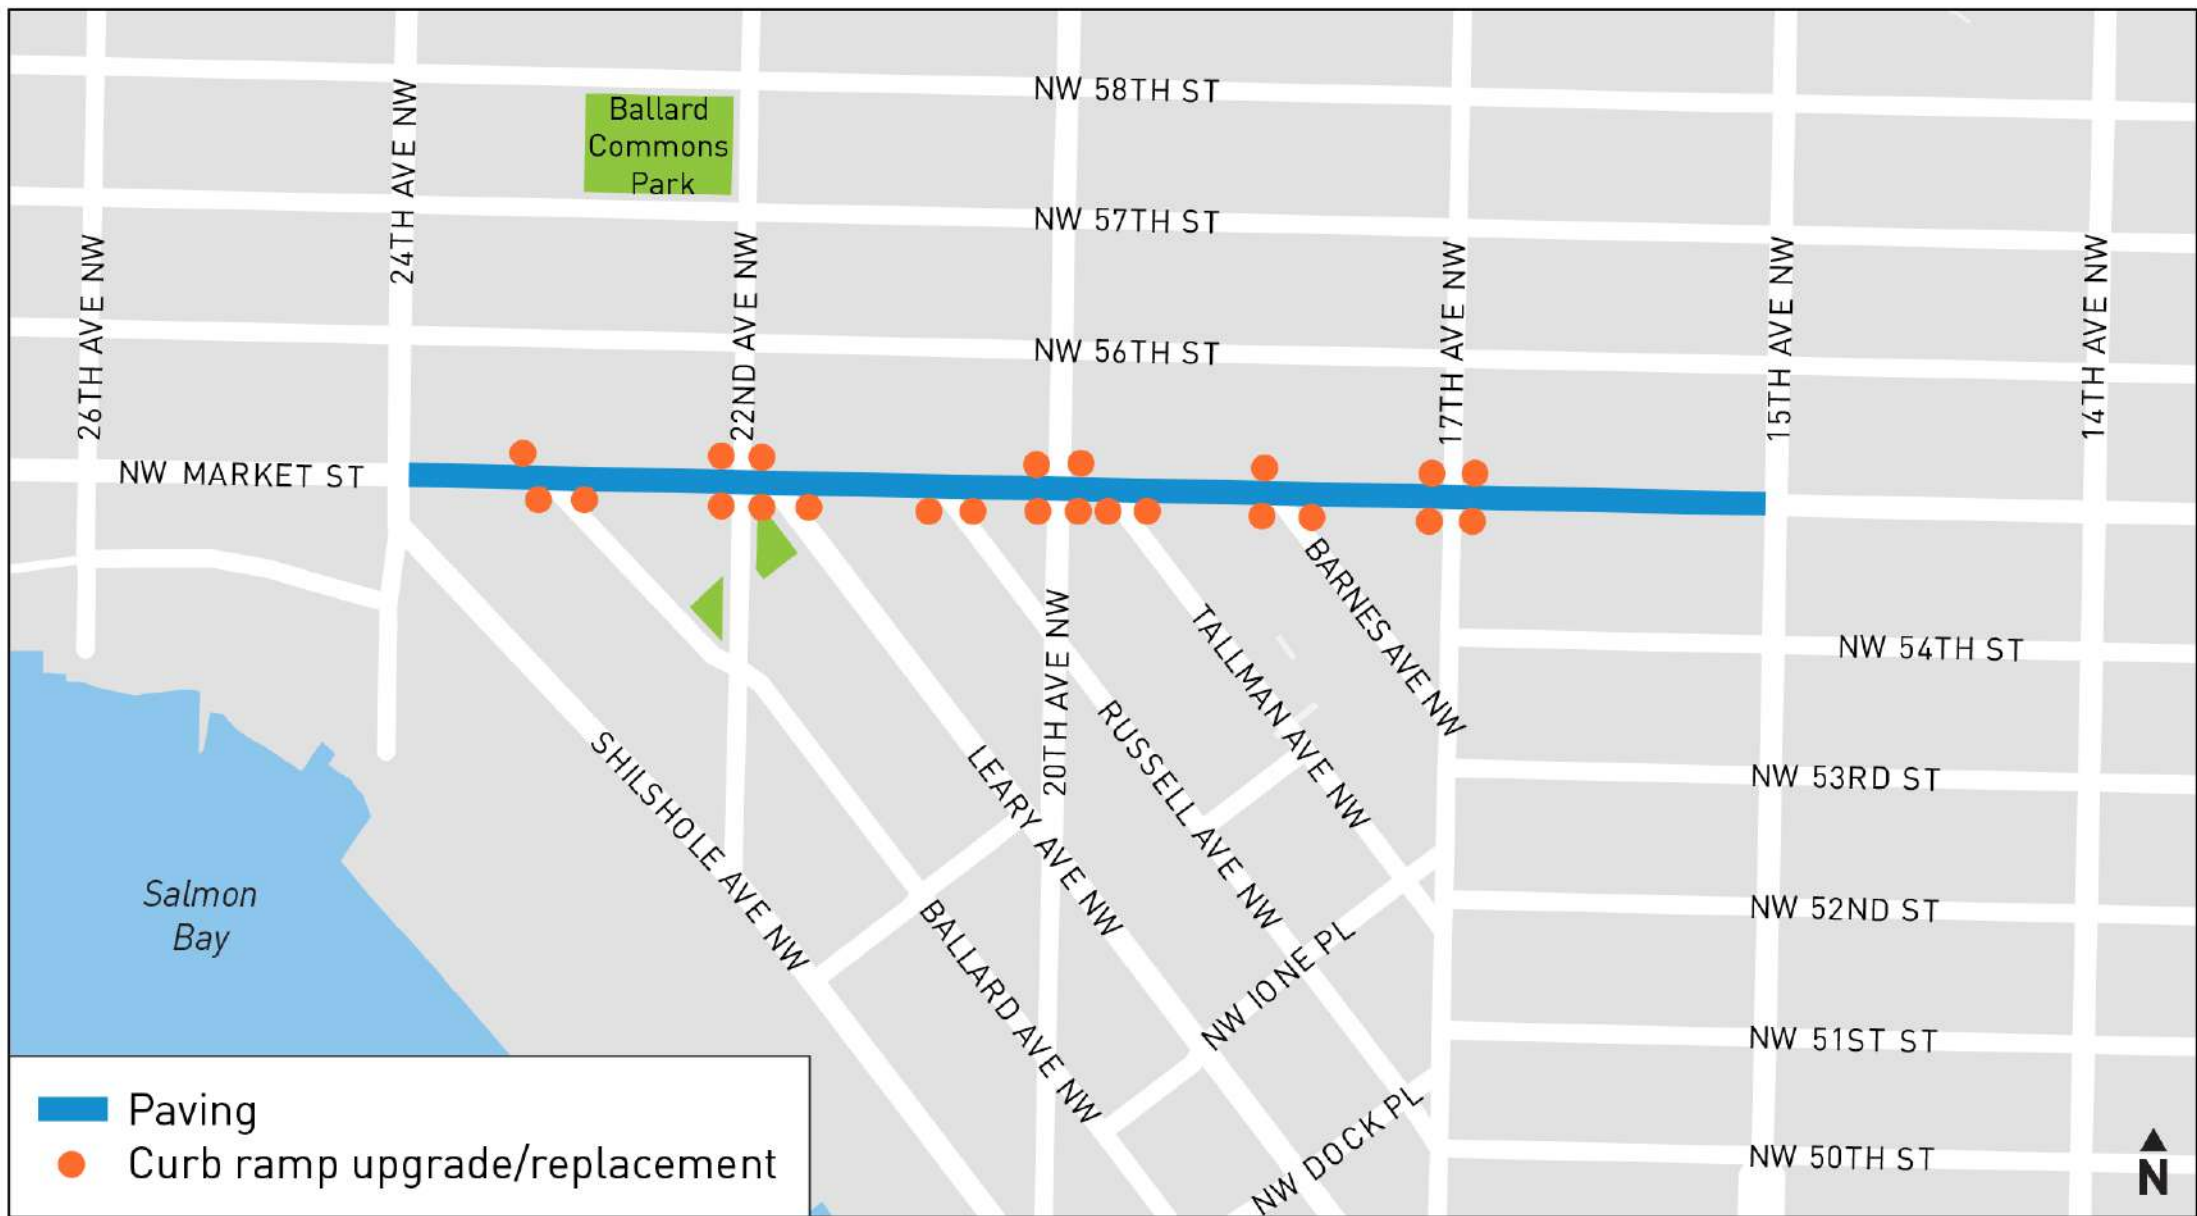 NW 58TH ST
Ballard
Commons
Park
24TH AVE NW
NW 57TH ST
26TH AVE NW
22ND AVE NW
17TH AVE NW
15TH AVE NW
14TH AVE NW
NW 56TH ST
NW MARKET ST
BARNES AVE NW
20TH AVE NW
TALLMAN AVE NW
NW 54TH ST
RUSSELL AVE NW
SHILSHOLE AVE NW
LEARY AVE NW
NW 53RD ST
Salmon
Bay
BALLARD AVE NW
NW 52ND ST
NW IONE PL
NW 51ST ST
NW DOCK PL
NW 50TH ST
Paving
Curb ramp upgrade/replacement
N